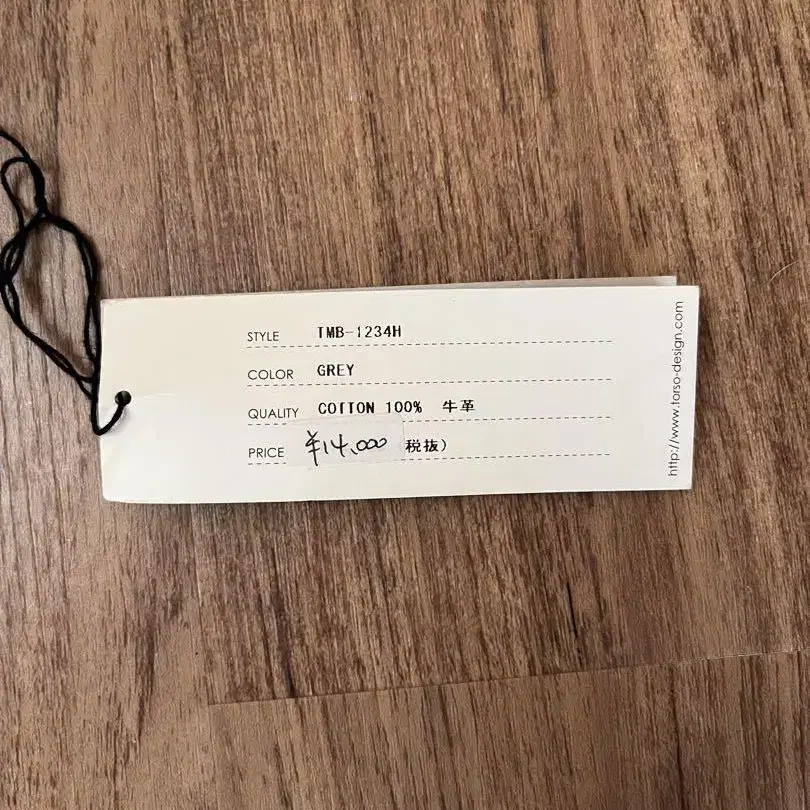 STYLE TMB-1234H
COLOR GREY
QUALITY COTTON 100% 牛革
PRICE ¥14,000 税抜)
http://www.torso-design.com